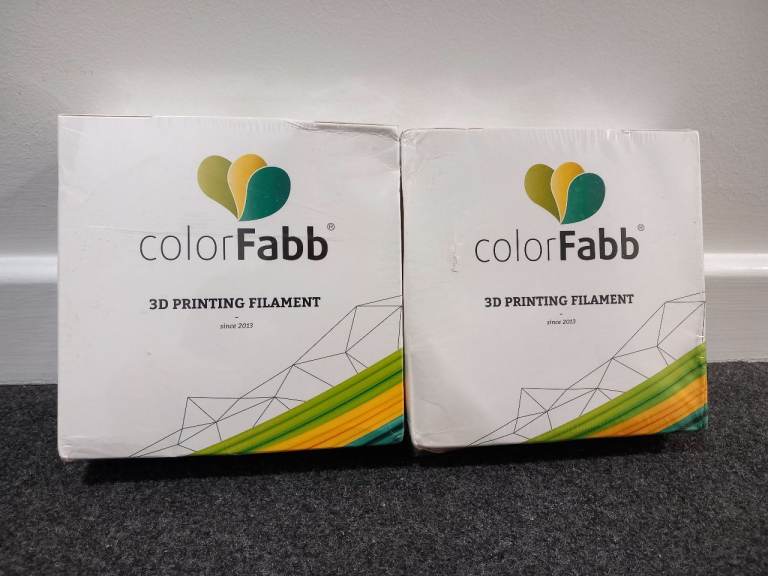 colorFabb®
3D PRINTING FILAMENT
-
since 2013
colorFabb®
3D PRINTING FILAMENT
-
since 2013